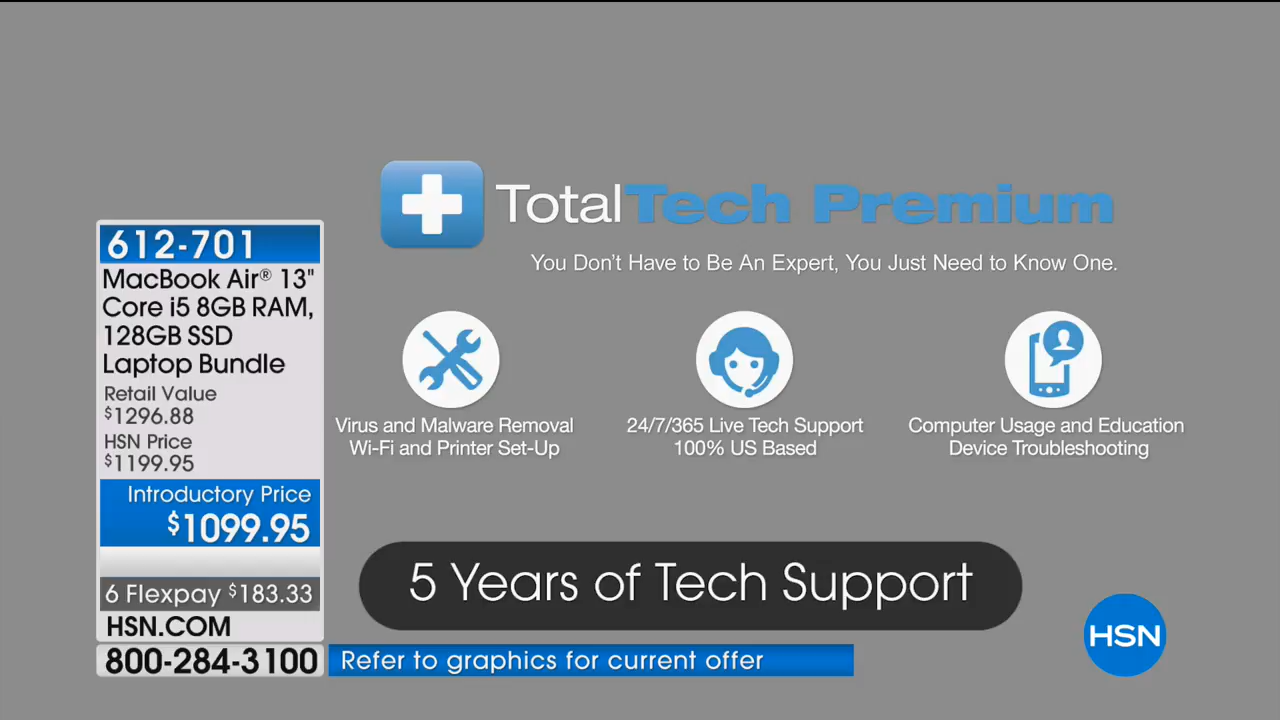 612-701
MacBook Air® 13"
Core i5 8GB RAM,
128GB SSD
Laptop Bundle
Retail Value
$1296.88
HSN Price
$1199.95
Introductory Price
$1099.95
6 Flexpay $183.33
HSN.COM
800-284-3100
Refer to graphics for current offer
TotalTech Premium
You Don't Have to Be An Expert, You Just Need to Know One.
Virus and Malware Removal
Wi-Fi and Printer Set-Up
24/7/365 Live Tech Support
100% US Based
Computer Usage and Education
Device Troubleshooting
5 Years of Tech Support
HSN